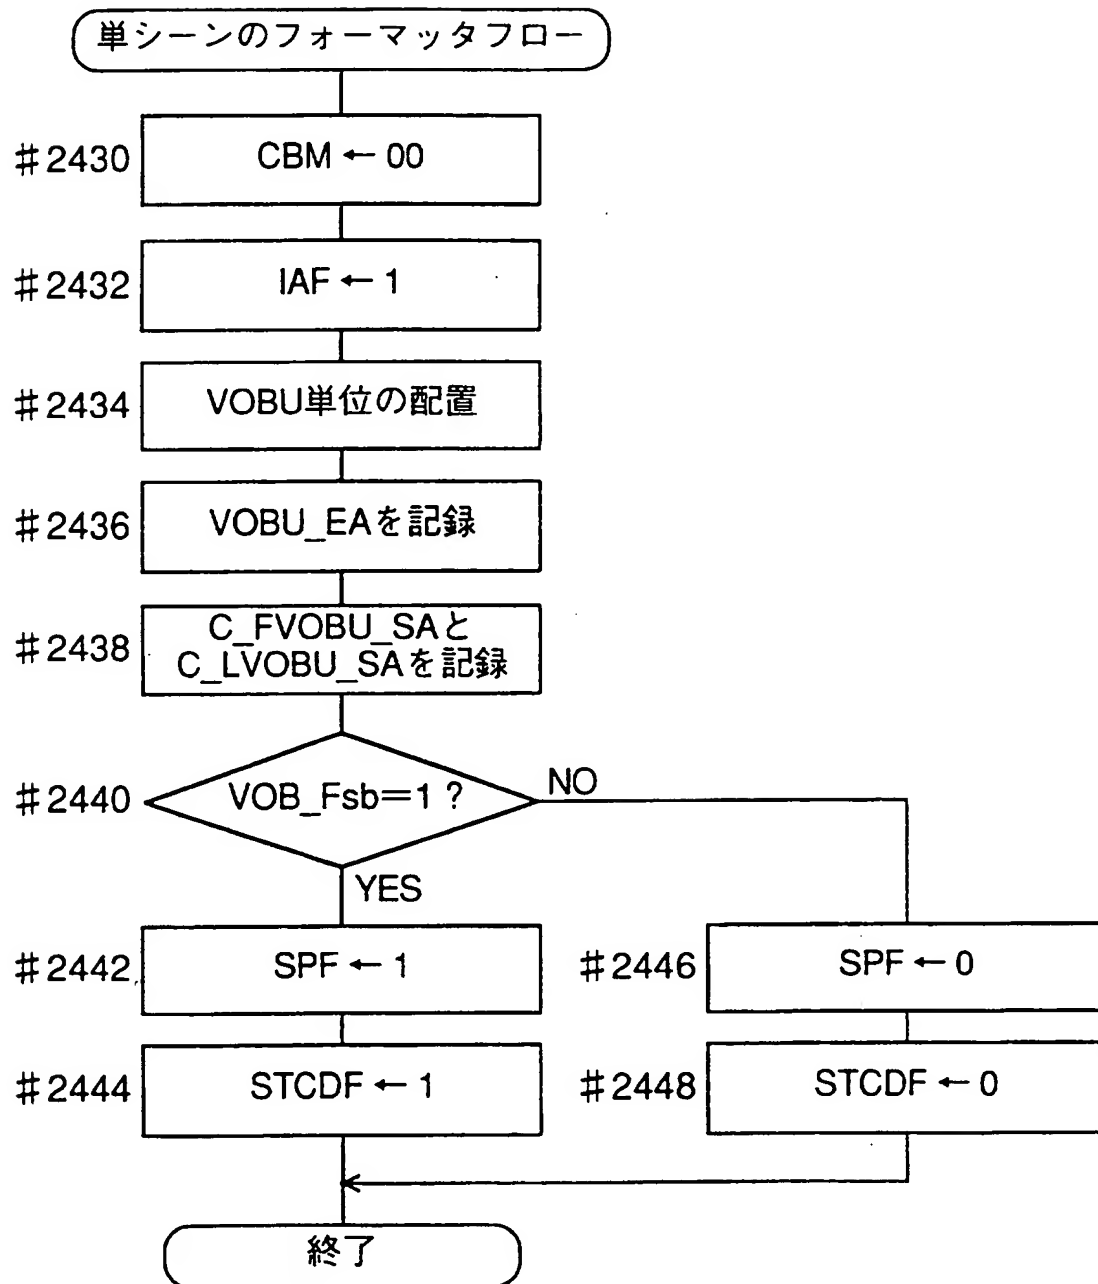 単シーンのフォーマッタフロー
#2430 CBM ← 00
#2432 IAF ← 1
#2434 VOBU単位の配置
#2436 VOBU_EAを記録
#2438 C_FVOBU_SAと
C_LVOBU_SAを記録
#2440 VOB_Fsb=1 ? NO
YES
#2442 SPF ← 1
#2446 SPF ← 0
#2444 STCDF ← 1
#2448 STCDF ← 0
終了